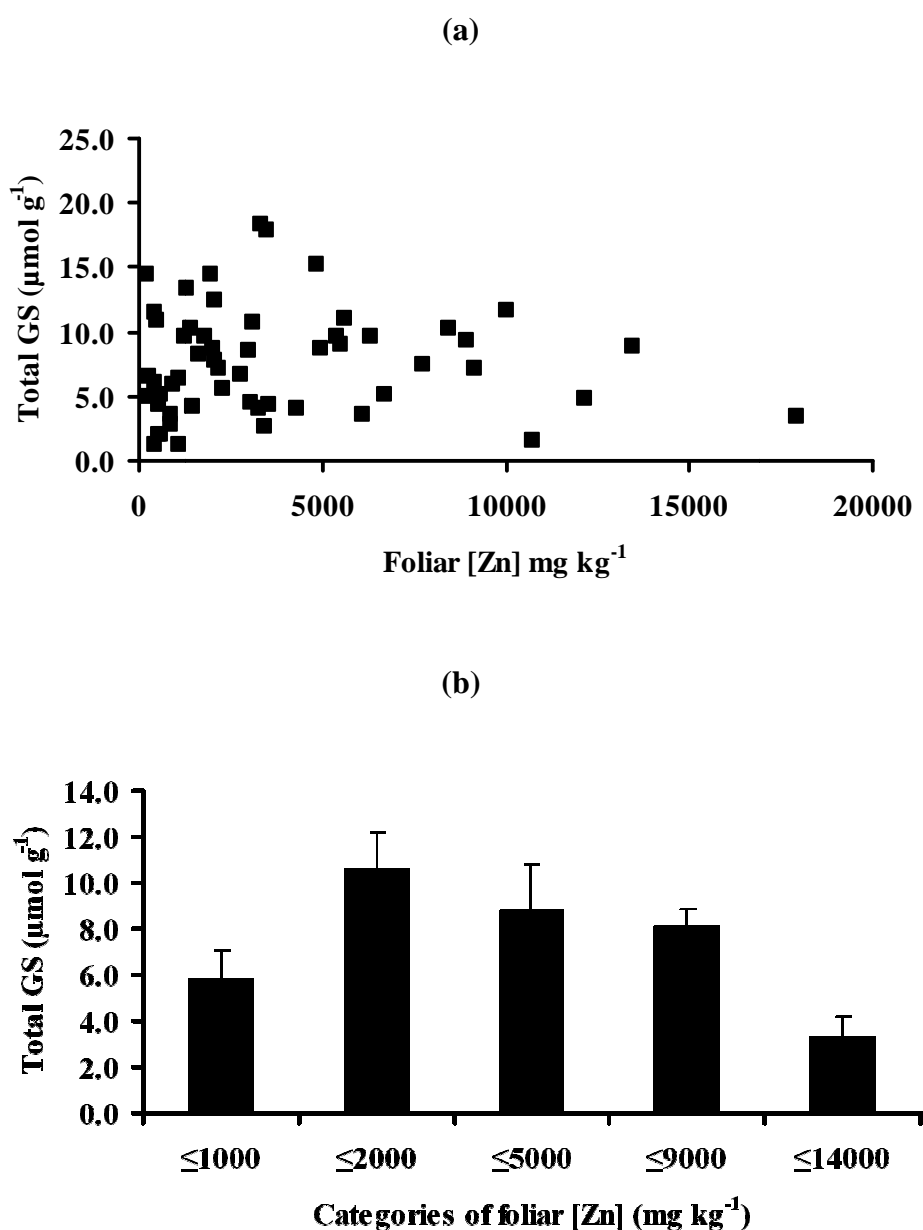 (a)
Total GS (µmol g⁻¹)
25.0
20.0
15.0
10.0
5.0
0.0
0 5000 10000 15000 20000
Foliar [Zn] mg kg⁻¹
(b)
Total GS (µmol g⁻¹)
14.0
12.0
10.0
8.0
6.0
4.0
2.0
0.0
≤1000 ≤2000 ≤5000 ≤9000 ≤14000
Categories of foliar [Zn] (mg kg⁻¹)